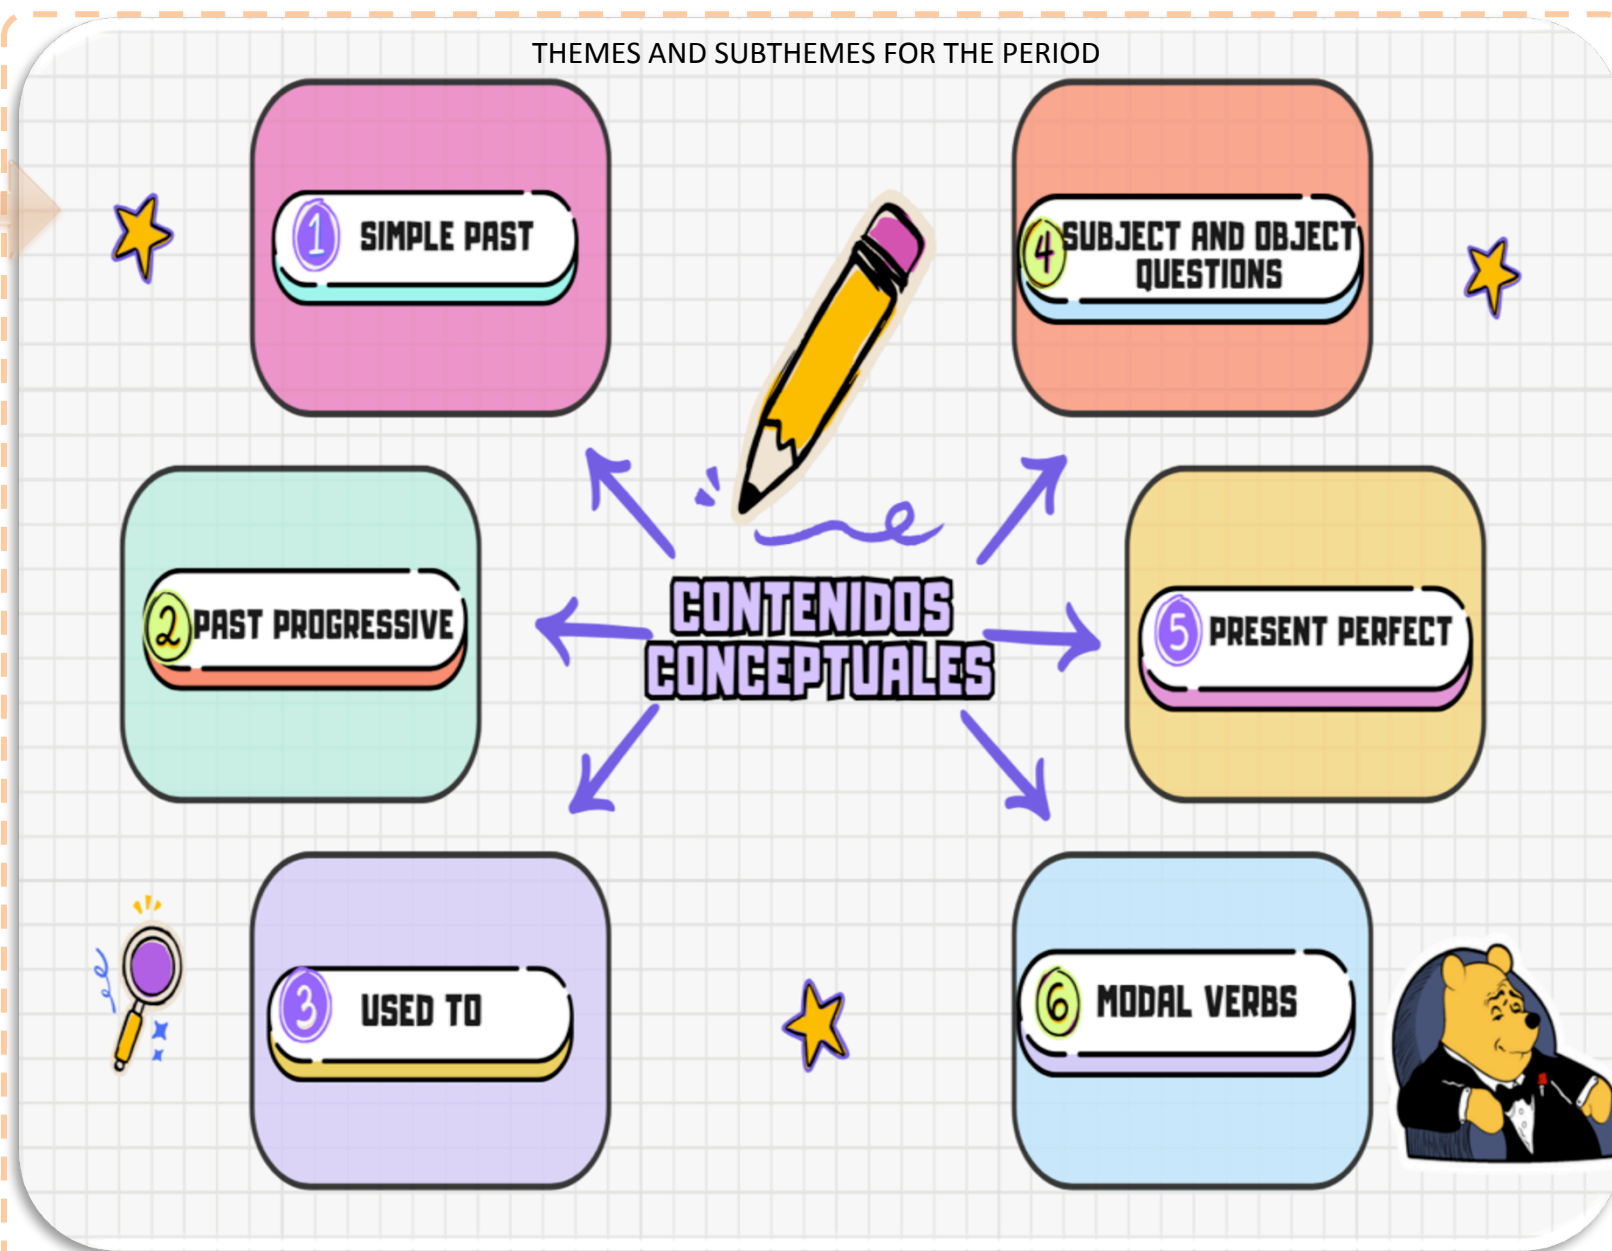 THEMES AND SUBTHEMES FOR THE PERIOD
1 SIMPLE PAST
2 PAST PROGRESSIVE
3 USED TO
CONTENIDOS
CONCEPTUALES
4 SUBJECT AND OBJECT
QUESTIONS
5 PRESENT PERFECT
6 MODAL VERBS